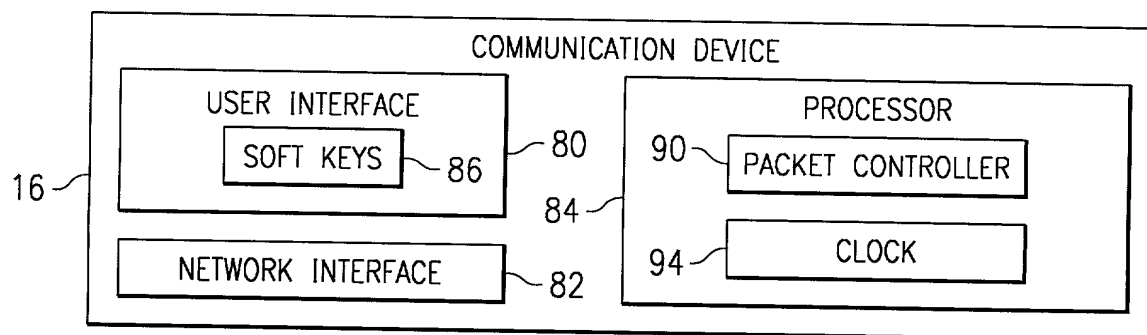 COMMUNICATION DEVICE
USER INTERFACE
SOFT KEYS
86
80
NETWORK INTERFACE
82
16
PROCESSOR
90
PACKET CONTROLLER
84
94
CLOCK